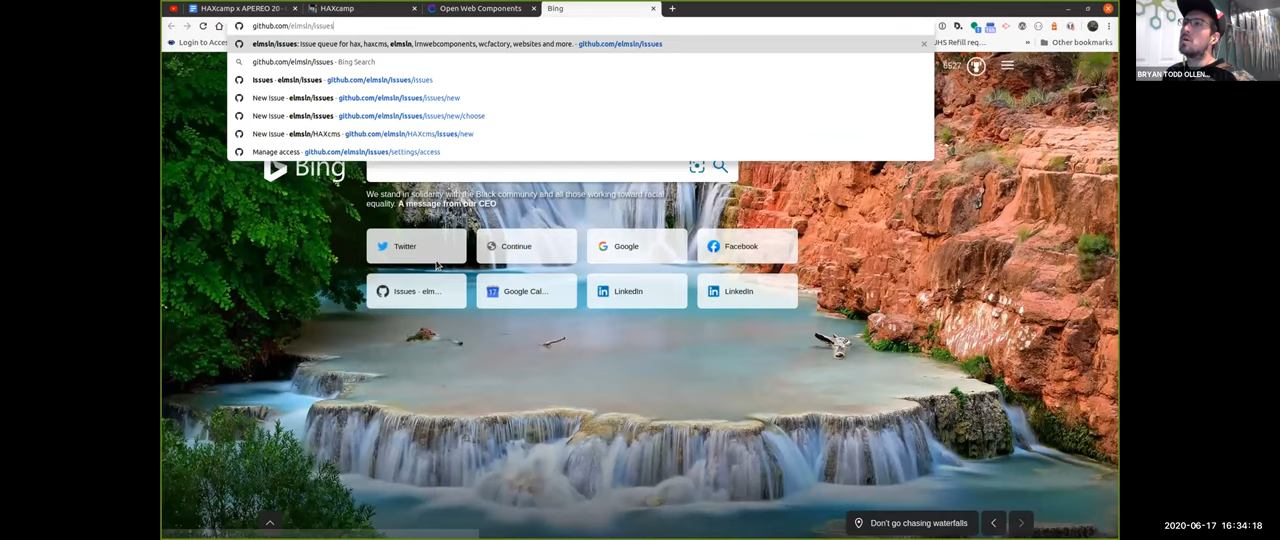 HAXcamp x APEREO 20 -
HAXcamp
Open Web Components
Bing
github.com/elmsln/issues
elmsln/issues: Issue queue for hax, haxcms, elmsln, lrnwebcomponents, wcfactory, websites and more. - github.com/elmsln/issues
github.com/elmsln/issues - Bing Search
Issues · elmsln/issues - github.com/elmsln/issues/issues
New Issue · elmsln/issues - github.com/elmsln/issues/issues/new
New Issue · elmsln/issues - github.com/elmsln/issues/issues/new/choose
New Issue · elmsln/HAXcms - github.com/elmsln/HAXcms/issues/new
Manage access - github.com/elmsln/issues/settings/access
Login to Acces
UHS Refill req...
Other bookmarks
6527
Bing
We stand in solidarity with the Black community and all those working toward racial
equality. A message from our CEO
Twitter
Continue
Google
Facebook
Issues · elm...
Google Cal...
LinkedIn
LinkedIn
Don't go chasing waterfalls
BRYAN TODD OLLEN...
2020-06-17 16:34:18